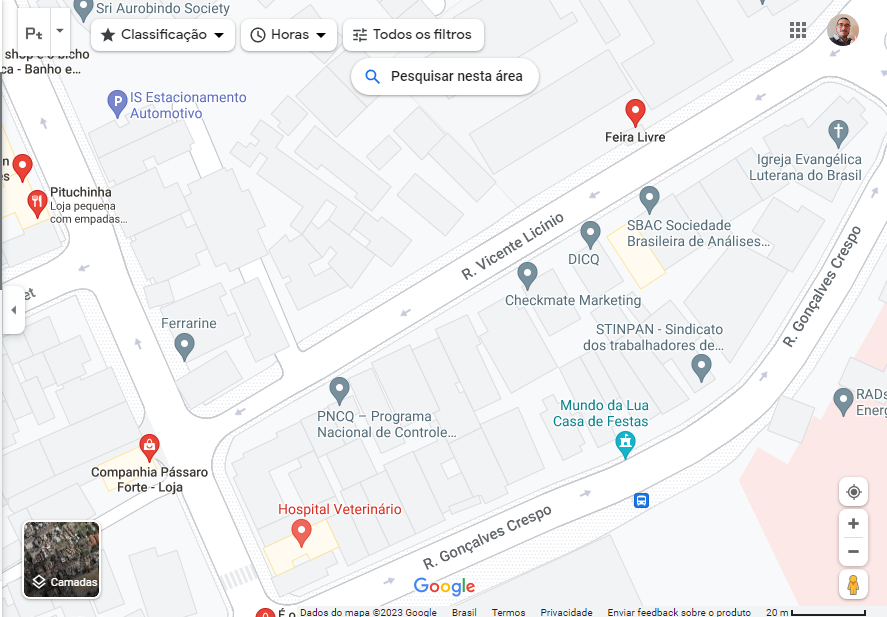 Sri Aurobindo Society
Pt
Classificação
Horas
Todos os filtros
shop e o bicho
ca - Banho e...
Pesquisar nesta área
IS Estacionamento
Automotivo
P
Feira Livre
Igreja Evangélica
Luterana do Brasil
Pituchinha
Loja pequena
com empadas...
R. Vicente Licínio
SBAC Sociedade
Brasileira de Análises...
DICQ
Checkmate Marketing
R. Gonçalves Crespo
Ferrarine
STINPAN - Sindicato
dos trabalhadores de...
RADs
Energ
Mundo da Lua
Casa de Festas
PNCQ – Programa
Nacional de Controle...
Companhia Pássaro
Forte - Loja
Hospital Veterinário
R. Gonçalves Crespo
Camadas
Google
É o
Dados do mapa ©2023 Google Brasil Termos Privacidade Enviar feedback sobre o produto 20 m